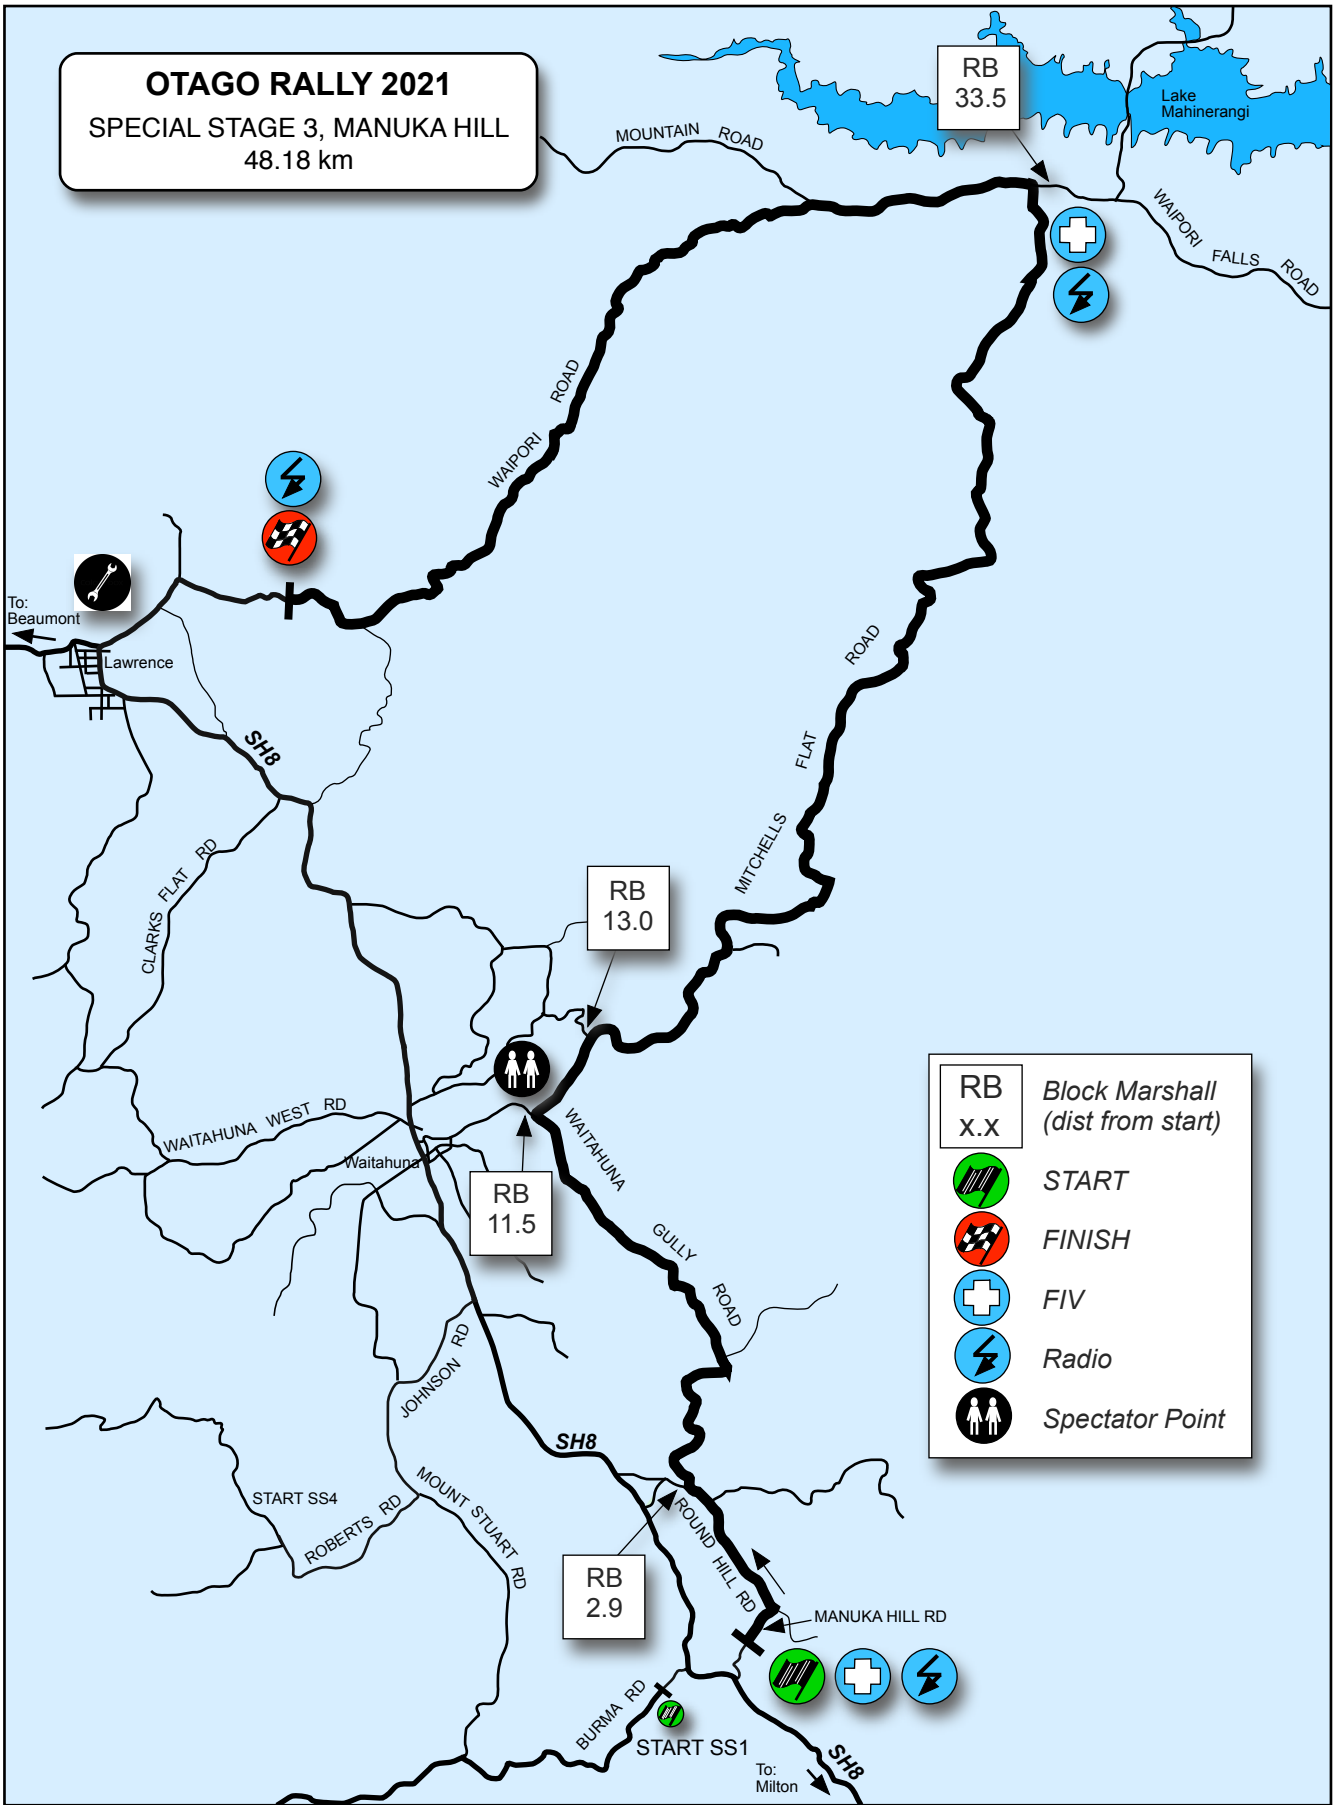 OTAGO RALLY 2021
SPECIAL STAGE 3, MANUKA HILL
48.18 km
RB
33.5
Lake
Mahinerangi
MOUNTAIN ROAD
WAIPORI FALLS ROAD
WAIPORI ROAD
To:
Beaumont
Lawrence
SH8
MITCHELLS FLAT ROAD
CLARKS FLAT RD
RB
13.0
WAITAHUNA WEST RD
Waitahuna
RB
11.5
WAITAHUNA GULLY ROAD
RB
x.x
Block Marshall
(dist from start)
START
FINISH
FIV
Radio
Spectator Point
JOHNSON RD
SH8
START SS4
ROBERTS RD
MOUNT STUART RD
ROUND HILL RD
RB
2.9
MANUKA HILL RD
BURMA RD
START SS1
SH8
To:
Milton